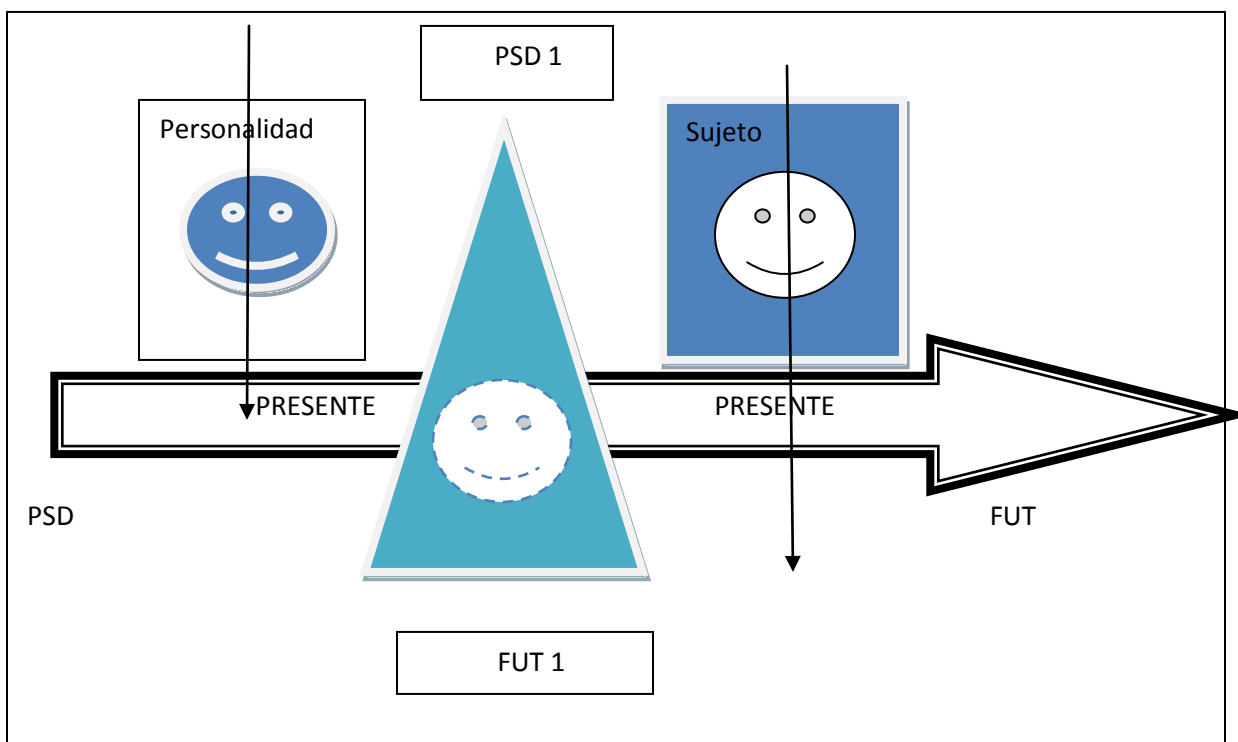 PSD 1
Personalidad
Sujeto
PRESENTE
PRESENTE
PSD
FUT
FUT 1